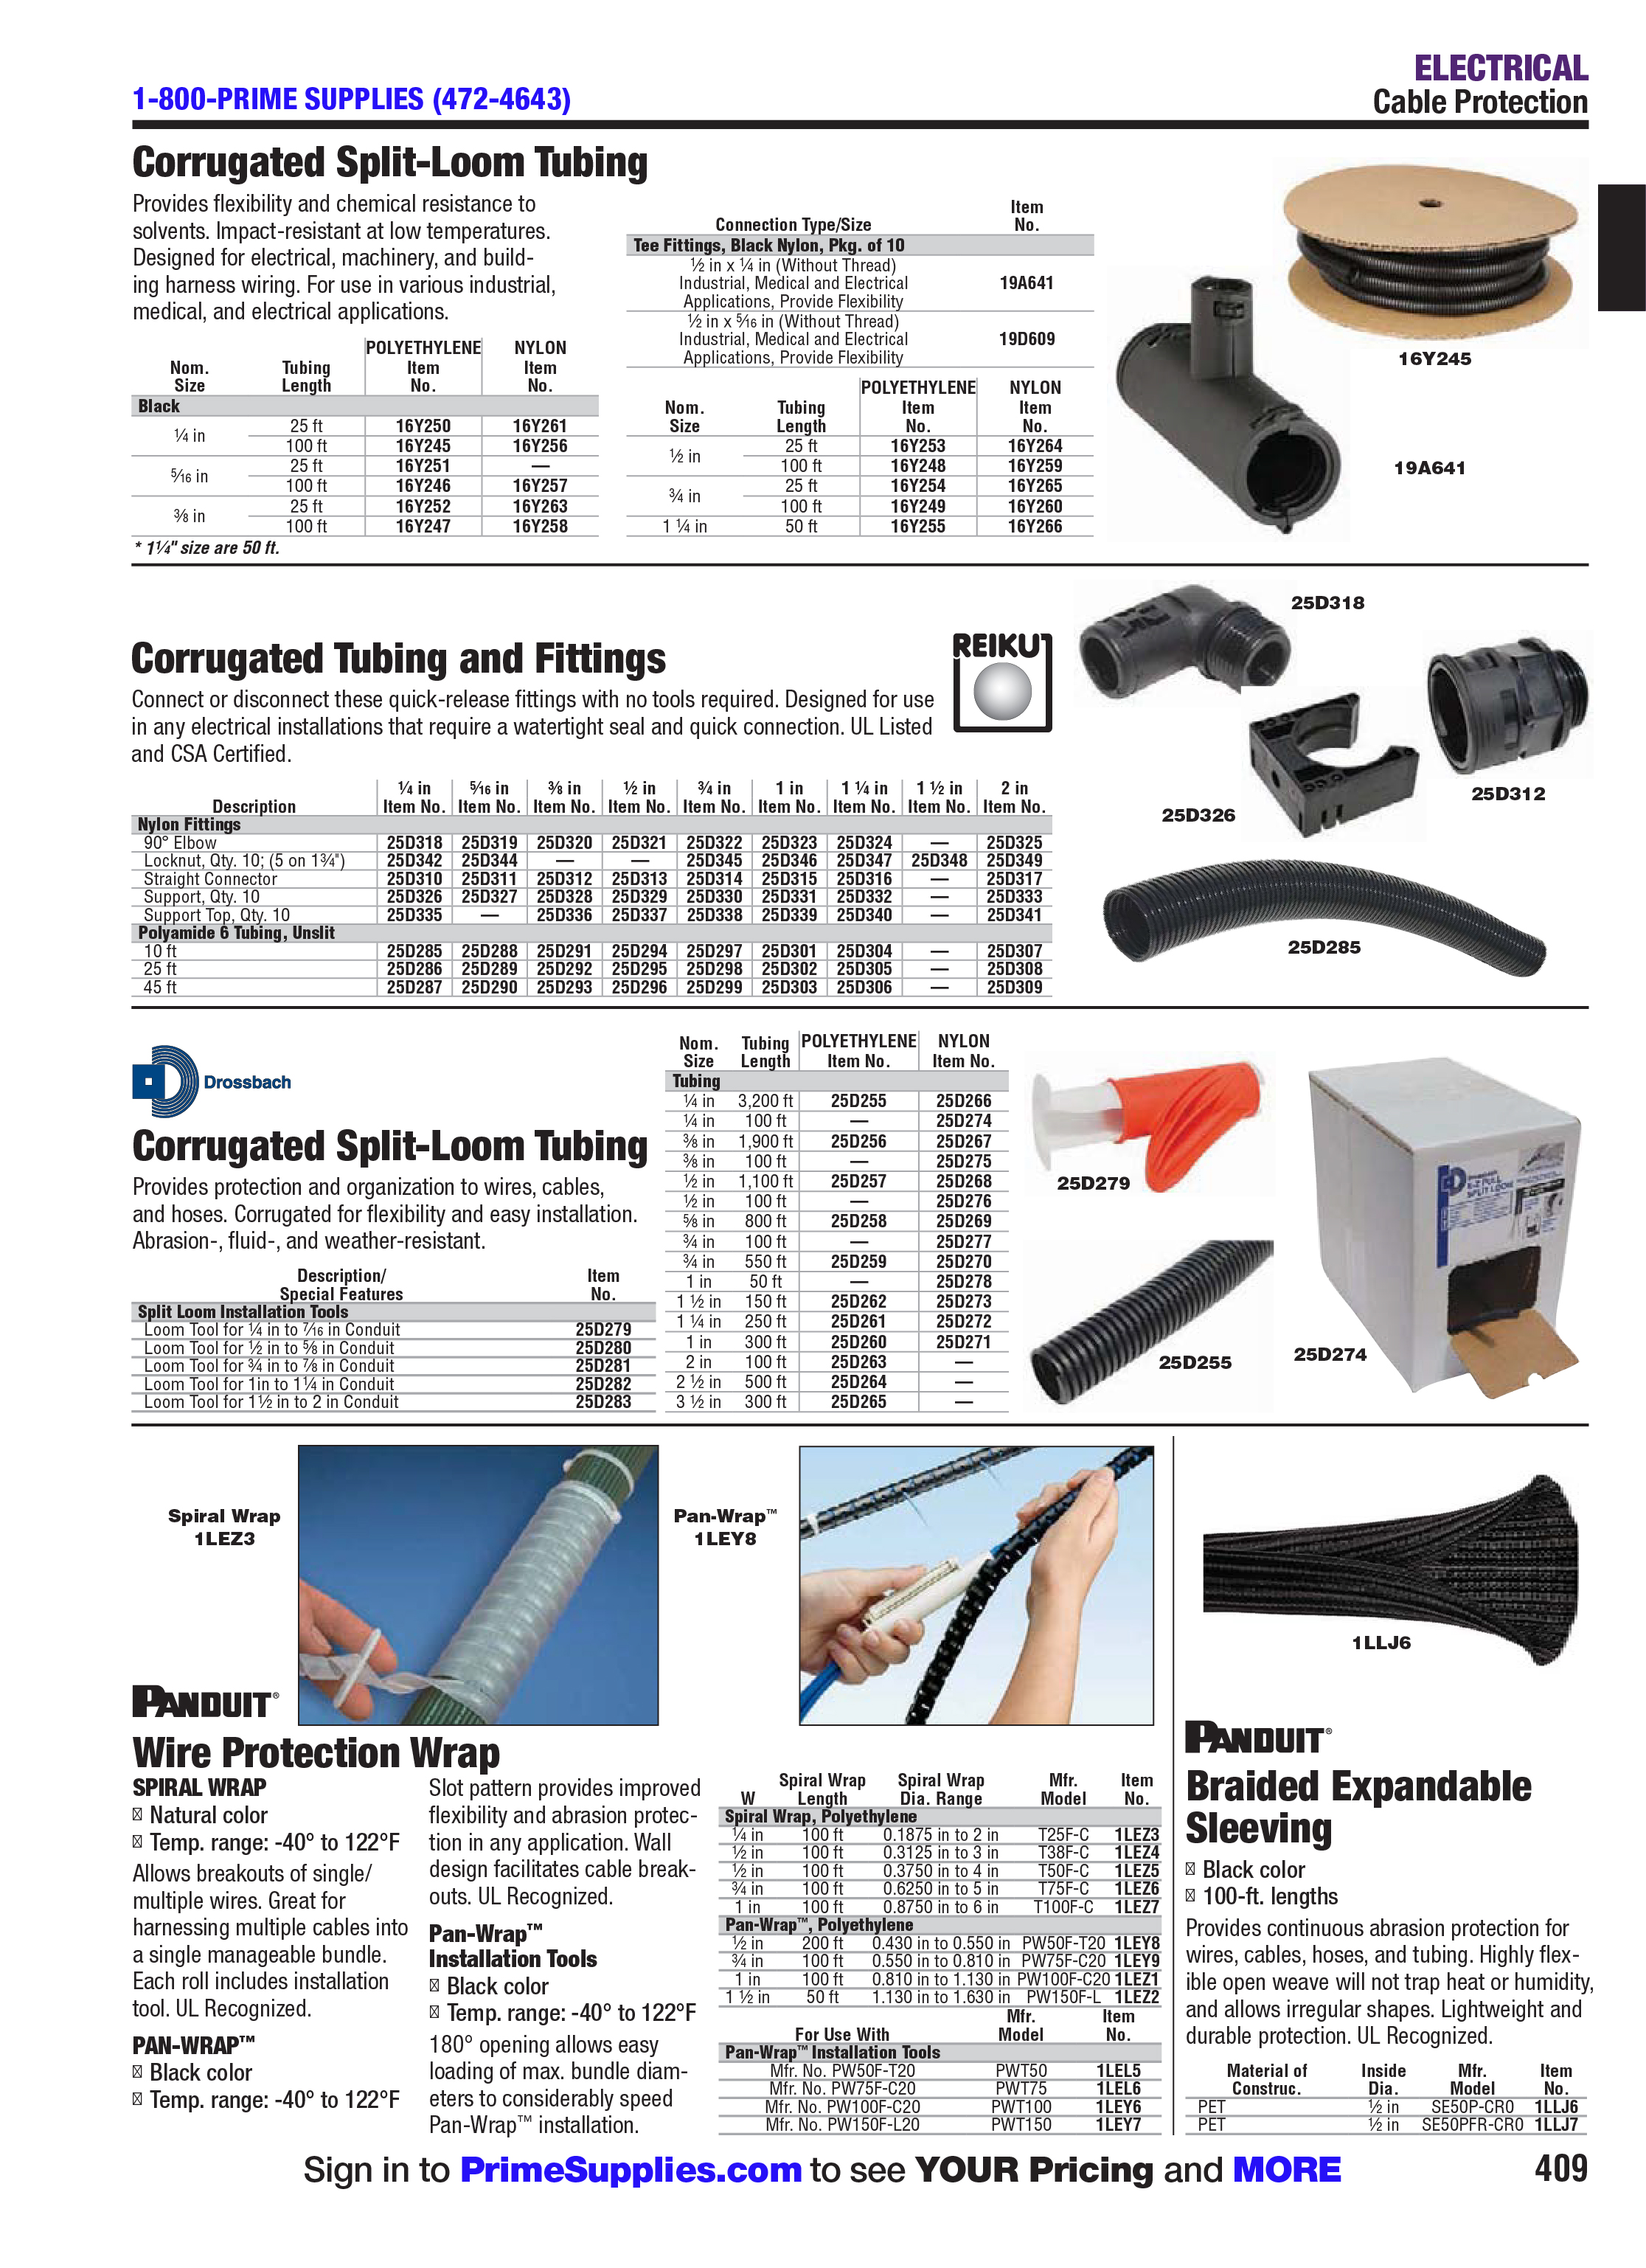 1-800-PRIME SUPPLIES (472-4643)
ELECTRICAL
Cable Protection
Corrugated Split-Loom Tubing
Provides flexibility and chemical resistance to
solvents. Impact-resistant at low temperatures.
Designed for electrical, machinery, and build-
ing harness wiring. For use in various industrial,
medical, and electrical applications.
POLYETHYLENE NYLON
Nom. Tubing Item Item
Size Length No. No.
Black
¼ in 25 ft 16Y250 16Y261
100 ft 16Y245 16Y256
5⁄16 in 25 ft 16Y251 —
100 ft 16Y246 16Y257
⅜ in 25 ft 16Y252 16Y263
100 ft 16Y247 16Y258
* 1¼" size are 50 ft.
Item
Connection Type/Size No.
Tee Fittings, Black Nylon, Pkg. of 10
½ in x ¼ in (Without Thread)
Industrial, Medical and Electrical 19A641
Applications, Provide Flexibility
½ in x 5⁄16 in (Without Thread)
Industrial, Medical and Electrical 19D609
Applications, Provide Flexibility
POLYETHYLENE NYLON
Nom. Tubing Item Item
Size Length No. No.
½ in 25 ft 16Y253 16Y264
100 ft 16Y248 16Y259
¾ in 25 ft 16Y254 16Y265
100 ft 16Y249 16Y260
1 ¼ in 50 ft 16Y255 16Y266
16Y245
19A641
Corrugated Tubing and Fittings
REIKU
Connect or disconnect these quick-release fittings with no tools required. Designed for use
in any electrical installations that require a watertight seal and quick connection. UL Listed
and CSA Certified.
¼ in 5⁄16 in ⅜ in ½ in ¾ in 1 in 1 ¼ in 1 ½ in 2 in
Description Item No. Item No. Item No. Item No. Item No. Item No. Item No. Item No. Item No.
Nylon Fittings
90° Elbow 25D318 25D319 25D320 25D321 25D322 25D323 25D324 — 25D325
Locknut, Qty. 10; (5 on 1¾") 25D342 25D344 — — 25D345 25D346 25D347 25D348 25D349
Straight Connector 25D310 25D311 25D312 25D313 25D314 25D315 25D316 — 25D317
Support, Qty. 10 25D326 25D327 25D328 25D329 25D330 25D331 25D332 — 25D333
Support Top, Qty. 10 25D335 — 25D336 25D337 25D338 25D339 25D340 — 25D341
Polyamide 6 Tubing, Unslit
10 ft 25D285 25D288 25D291 25D294 25D297 25D301 25D304 — 25D307
25 ft 25D286 25D289 25D292 25D295 25D298 25D302 25D305 — 25D308
45 ft 25D287 25D290 25D293 25D296 25D299 25D303 25D306 — 25D309
25D318
25D312
25D326
25D285
Drossbach
Corrugated Split-Loom Tubing
Provides protection and organization to wires, cables,
and hoses. Corrugated for flexibility and easy installation.
Abrasion-, fluid-, and weather-resistant.
Description/ Item
Special Features No.
Split Loom Installation Tools
Loom Tool for ¼ in to 7⁄16 in Conduit 25D279
Loom Tool for ½ in to ⅝ in Conduit 25D280
Loom Tool for ¾ in to ⅞ in Conduit 25D281
Loom Tool for 1in to 1¼ in Conduit 25D282
Loom Tool for 1½ in to 2 in Conduit 25D283
Nom. Tubing POLYETHYLENE NYLON
Size Length Item No. Item No.
Tubing
¼ in 3,200 ft 25D255 25D266
¼ in 100 ft — 25D274
⅜ in 1,900 ft 25D256 25D267
⅜ in 100 ft — 25D275
½ in 1,100 ft 25D257 25D268
½ in 100 ft — 25D276
⅝ in 800 ft 25D258 25D269
¾ in 100 ft — 25D277
¾ in 550 ft 25D259 25D270
1 in 50 ft — 25D278
1 ½ in 150 ft 25D262 25D273
1 ¼ in 250 ft 25D261 25D272
1 in 300 ft 25D260 25D271
2 in 100 ft 25D263 —
2 ½ in 500 ft 25D264 —
3 ½ in 300 ft 25D265 —
25D279
25D255
25D274
Spiral Wrap
1LEZ3
Pan-Wrap™
1LEY8
1LLJ6
PANDUIT®
Wire Protection Wrap
SPIRAL WRAP
Natural color
Temp. range: -40° to 122°F
Allows breakouts of single/
multiple wires. Great for
harnessing multiple cables into
a single manageable bundle.
Each roll includes installation
tool. UL Recognized.
PAN-WRAP™
Black color
Temp. range: -40° to 122°F
Slot pattern provides improved
flexibility and abrasion protec-
tion in any application. Wall
design facilitates cable break-
outs. UL Recognized.
Pan-Wrap™
Installation Tools
Black color
Temp. range: -40° to 122°F
180° opening allows easy
loading of max. bundle diam-
eters to considerably speed
Pan-Wrap™ installation.
Spiral Wrap Spiral Wrap Mfr. Item
W Length Dia. Range Model No.
Spiral Wrap, Polyethylene
¼ in 100 ft 0.1875 in to 2 in T25F-C 1LEZ3
½ in 100 ft 0.3125 in to 3 in T38F-C 1LEZ4
½ in 100 ft 0.3750 in to 4 in T50F-C 1LEZ5
¾ in 100 ft 0.6250 in to 5 in T75F-C 1LEZ6
1 in 100 ft 0.8750 in to 6 in T100F-C 1LEZ7
Pan-Wrap™, Polyethylene
½ in 200 ft 0.430 in to 0.550 in PW50F-T20 1LEY8
¾ in 100 ft 0.550 in to 0.810 in PW75F-C20 1LEY9
1 in 100 ft 0.810 in to 1.130 in PW100F-C20 1LEZ1
1 ½ in 50 ft 1.130 in to 1.630 in PW150F-L 1LEZ2
Mfr. Item
For Use With Model No.
Pan-Wrap™ Installation Tools
Mfr. No. PW50F-T20 PWT50 1LEL5
Mfr. No. PW75F-C20 PWT75 1LEL6
Mfr. No. PW100F-C20 PWT100 1LEY6
Mfr. No. PW150F-L20 PWT150 1LEY7
PANDUIT®
Braided Expandable
Sleeving
Black color
100-ft. lengths
Provides continuous abrasion protection for
wires, cables, hoses, and tubing. Highly flex-
ible open weave will not trap heat or humidity,
and allows irregular shapes. Lightweight and
durable protection. UL Recognized.
Material of Inside Mfr. Item
Construc. Dia. Model No.
PET ½ in SE50P-CR0 1LLJ6
PET ½ in SE50PFR-CR0 1LLJ7
Sign in to PrimeSupplies.com to see YOUR Pricing and MORE
409